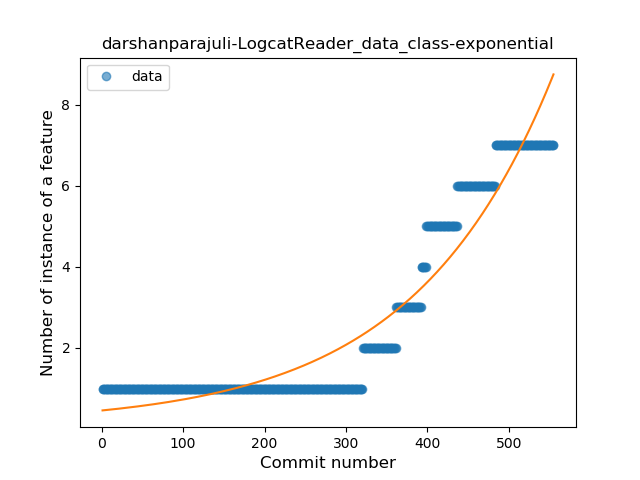 darshanparajuli-LogcatReader_data_class-exponential
data
Number of instance of a feature
8
6
4
2
0 100 200 300 400 500
Commit number